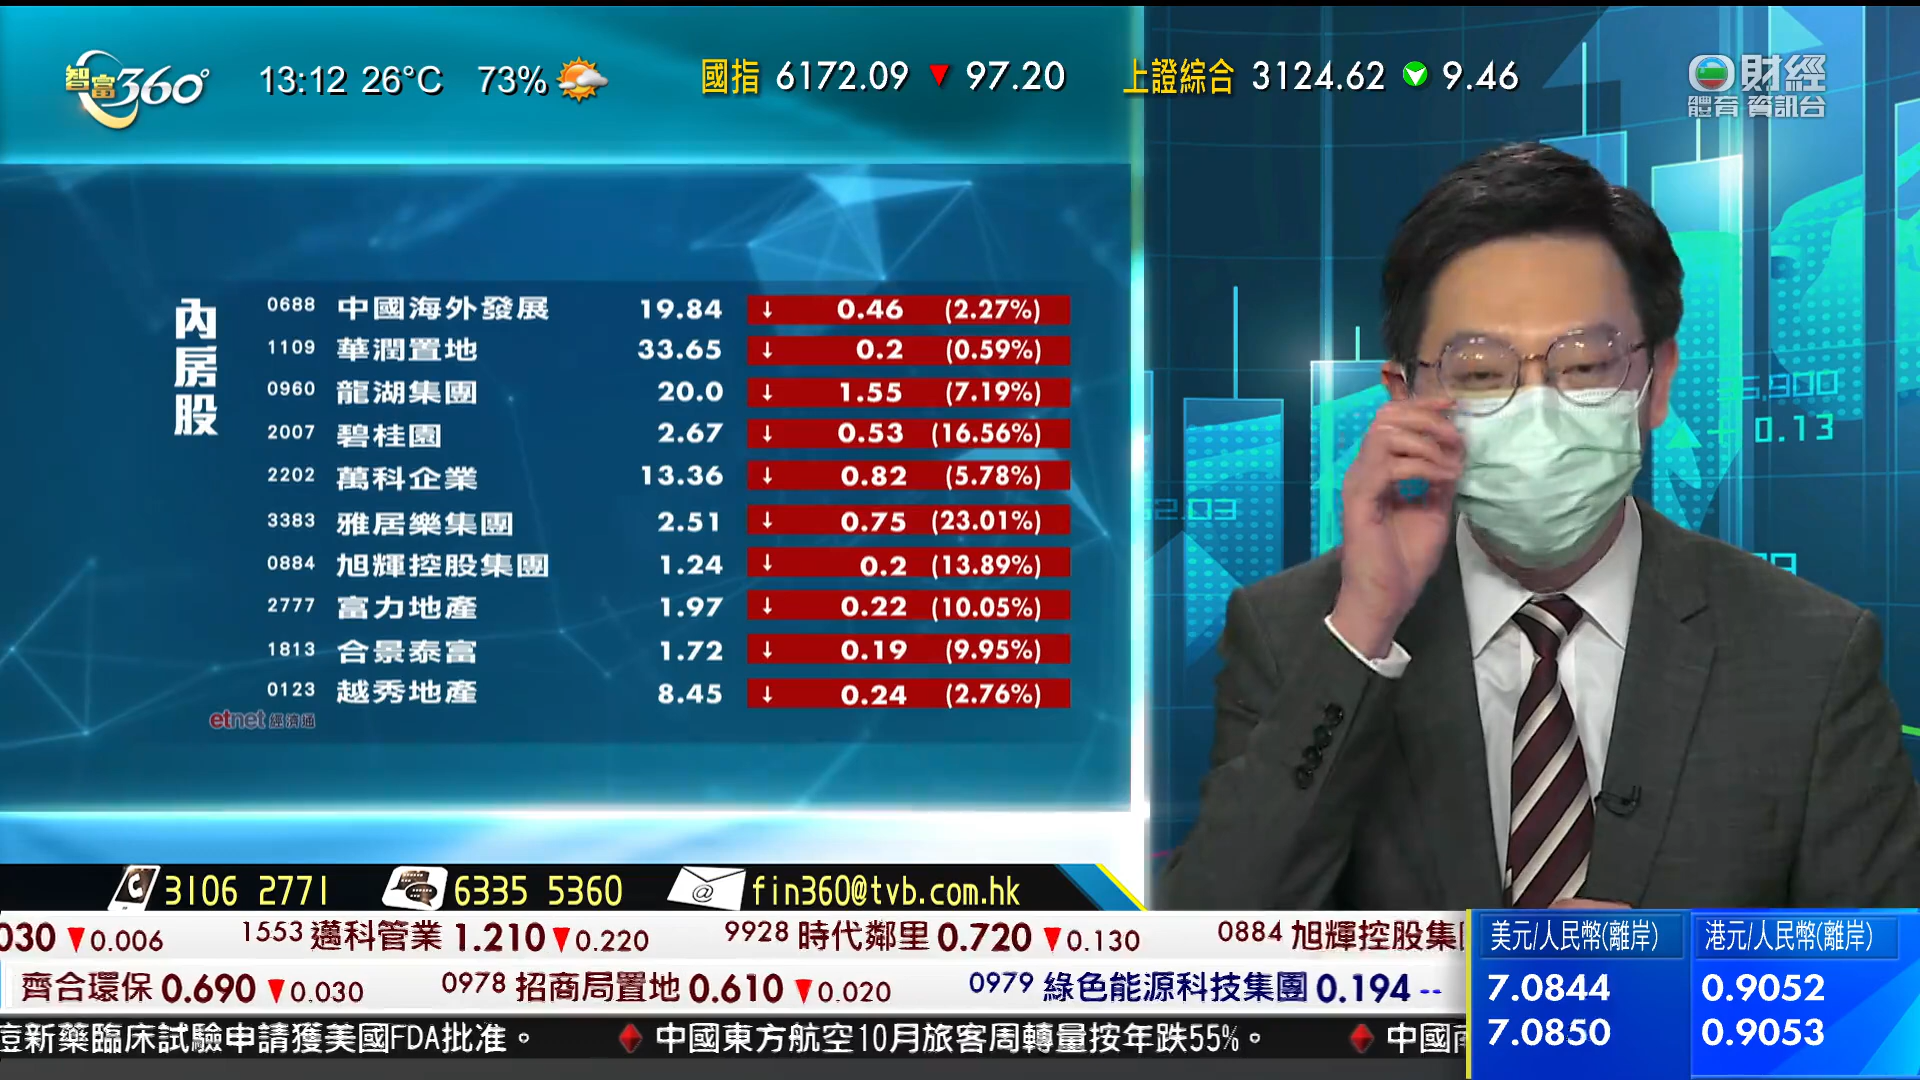 智富360°
13:12 26°C 73%
國指 6172.09 ▼ 97.20
上證綜合 3124.62 9.46
財經
體育 資訊台
內房股
0688 中國海外發展 19.84 ↓ 0.46 (2.27%)
1109 華潤置地 33.65 ↓ 0.2 (0.59%)
0960 龍湖集團 20.0 ↓ 1.55 (7.19%)
2007 碧桂園 2.67 ↓ 0.53 (16.56%)
2202 萬科企業 13.36 ↓ 0.82 (5.78%)
3383 雅居樂集團 2.51 ↓ 0.75 (23.01%)
0884 旭輝控股集團 1.24 ↓ 0.2 (13.89%)
2777 富力地產 1.97 ↓ 0.22 (10.05%)
1813 合景泰富 1.72 ↓ 0.19 (9.95%)
0123 越秀地產 8.45 ↓ 0.24 (2.76%)
etnet 經濟通
0.13
3106 2771 6335 5360 fin360@tvb.com.hk
030 ▼0.006 1553 邁科管業 1.210 ▼0.220 9928 時代鄰里 0.720 ▼0.130 0884 旭輝控股集
齊合環保 0.690 ▼0.030 0978 招商局置地 0.610 ▼0.020 0979 綠色能源科技集團 0.194 --
新藥臨床試驗申請獲美國FDA批准。 中國東方航空10月旅客周轉量按年跌55%。 中國
美元/人民幣(離岸)
7.0844
7.0850
港元/人民幣(離岸)
0.9052
0.9053